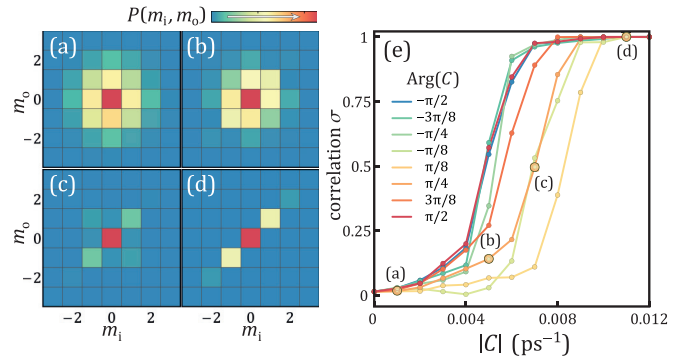 P(mᵢ, mₒ)
(a)
(b)
2
0
−2
mₒ
(c)
(d)
2
0
−2
mₒ
−2
0
2
−2
0
2
mᵢ
mᵢ
(e)
1
0.75
0.5
0.25
0
correlation σ
Arg(C)
−π/2
−3π/8
−π/4
−π/8
π/8
π/4
3π/8
π/2
(a)
(b)
(c)
(d)
0
0.004
0.008
0.012
|C| (ps⁻¹)